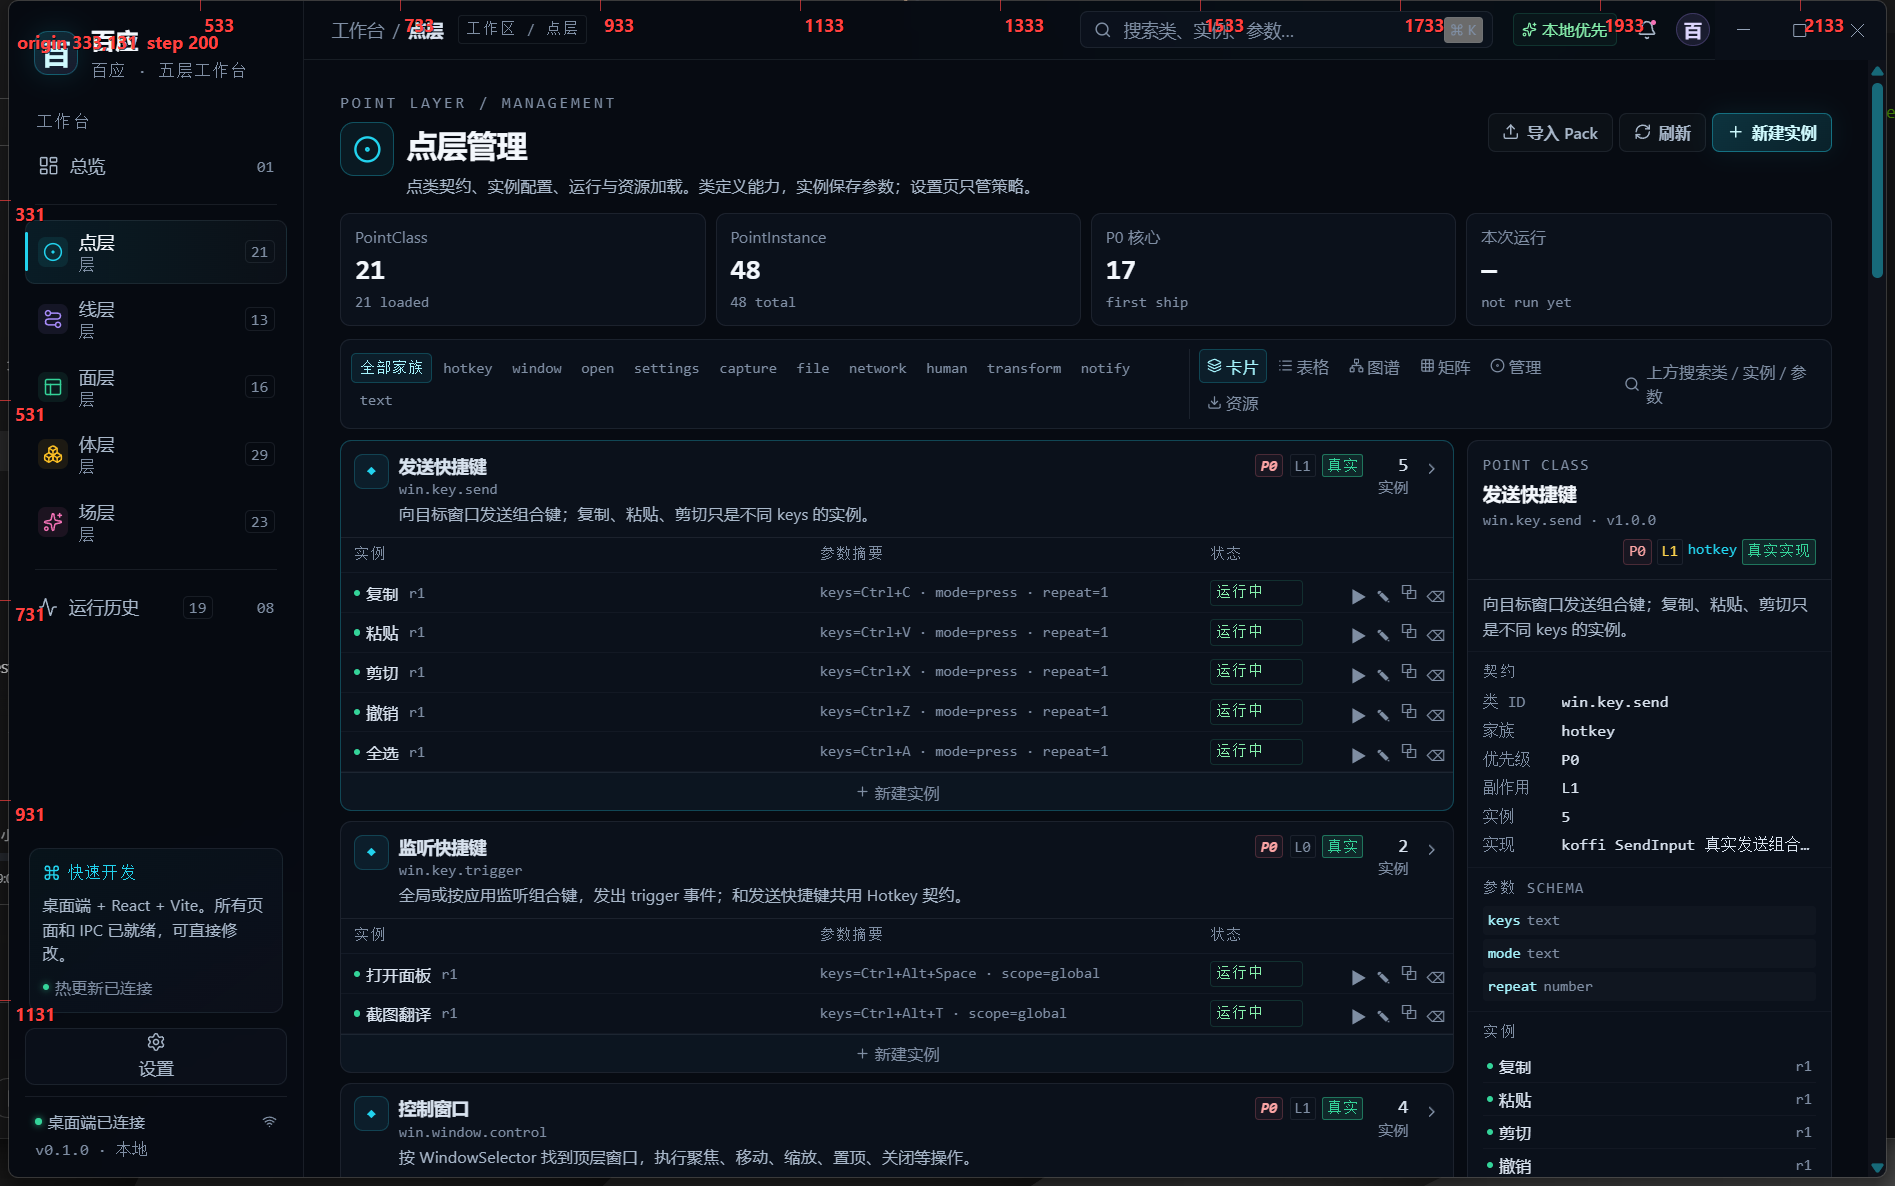 origin 333,131 step 200
533
733
933
1133
1333
1533
1733
1933
2133
331
531
731
931
1131
百
百应
百应 · 五层工作台
工作台
总览 01
点层
层
21
线层
层
13
面层
层
16
体层
层
29
场层
层
23
运行历史 19 08
快速开发
桌面端 + React + Vite。所有页
面和 IPC 已就绪，可直接修
改。
热更新已连接
设置
桌面端已连接
v0.1.0 · 本地
工作台 / 点层 工作区 / 点层
搜索类、实例、参数... ⌘ K
本地优先
百
POINT LAYER / MANAGEMENT
点层管理
点类契约、实例配置、运行与资源加载。类定义能力，实例保存参数；设置页只管策略。
导入 Pack 刷新 + 新建实例
PointClass
21
21 loaded
PointInstance
48
48 total
P0 核心
17
first ship
本次运行
—
not run yet
全部家族 hotkey window open settings capture file network human transform notify
text
卡片 表格 图谱 矩阵 管理
资源
上方搜索类 / 实例 / 参
数
发送快捷键 P0 L1 真实 5
win.key.send 实例
向目标窗口发送组合键；复制、粘贴、剪切只是不同 keys 的实例。
实例 参数摘要 状态
复制 r1 keys=Ctrl+C · mode=press · repeat=1 运行中
粘贴 r1 keys=Ctrl+V · mode=press · repeat=1 运行中
剪切 r1 keys=Ctrl+X · mode=press · repeat=1 运行中
撤销 r1 keys=Ctrl+Z · mode=press · repeat=1 运行中
全选 r1 keys=Ctrl+A · mode=press · repeat=1 运行中
+ 新建实例
监听快捷键 P0 L0 真实 2
win.key.trigger 实例
全局或按应用监听组合键，发出 trigger 事件；和发送快捷键共用 Hotkey 契约。
实例 参数摘要 状态
打开面板 r1 keys=Ctrl+Alt+Space · scope=global 运行中
截图翻译 r1 keys=Ctrl+Alt+T · scope=global 运行中
+ 新建实例
控制窗口 P0 L1 真实 4
win.window.control 实例
按 WindowSelector 找到顶层窗口，执行聚焦、移动、缩放、置顶、关闭等操作。
POINT CLASS
发送快捷键
win.key.send · v1.0.0
P0 L1 hotkey 真实实现
向目标窗口发送组合键；复制、粘贴、剪切只
是不同 keys 的实例。
契约
类 ID win.key.send
家族 hotkey
优先级 P0
副作用 L1
实例 5
实现 koffi SendInput 真实发送组合…
参数 SCHEMA
keys text
mode text
repeat number
实例
复制 r1
粘贴 r1
剪切 r1
撤销 r1